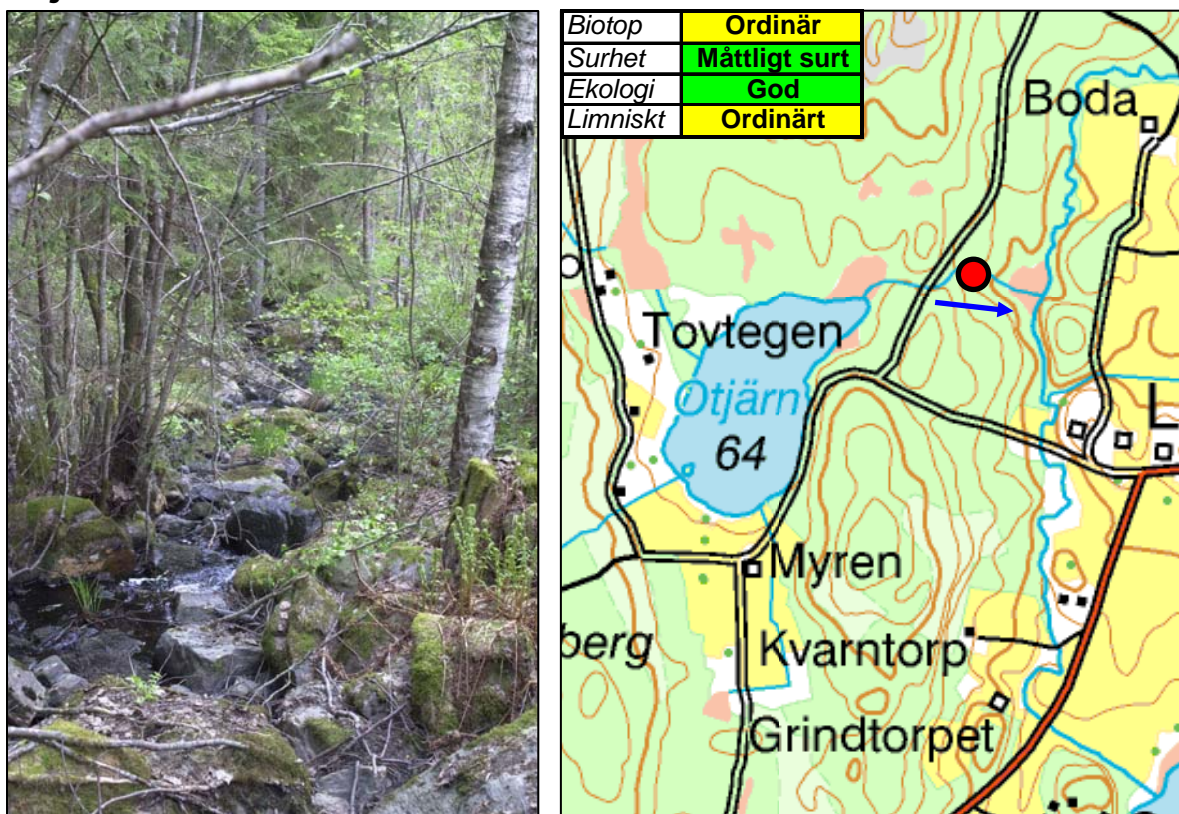 Biotop Ordinär
Surhet Måttligt surt
Ekologi God
Limniskt Ordinärt
Boda
Tovtegen
Otjärn
64
L
Myren
berg
Kvarntorp
Grindtorpet